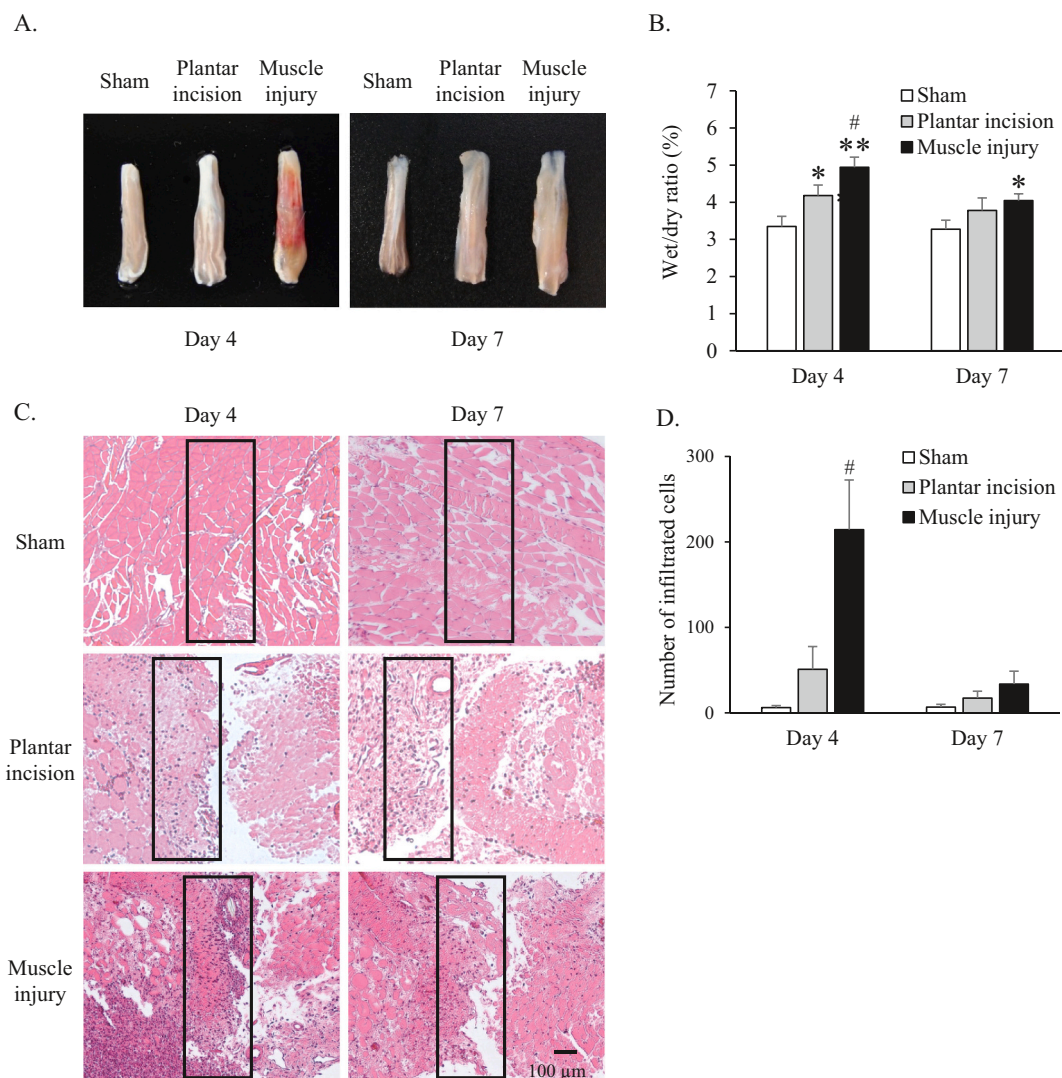 A.
Sham
Plantar
incision
Muscle
injury
Sham
Plantar
incision
Muscle
injury
Day 4
Day 7
B.
Wet/dry ratio (%)
7
6
5
4
3
2
1
0
Sham
Plantar incision
Muscle injury
*
#
**
*
Day 4
Day 7
C.
Day 4
Day 7
Sham
Plantar
incision
Muscle
injury
100 µm
D.
Number of infiltrated cells
300
200
100
0
Sham
Plantar incision
Muscle injury
#
Day 4
Day 7